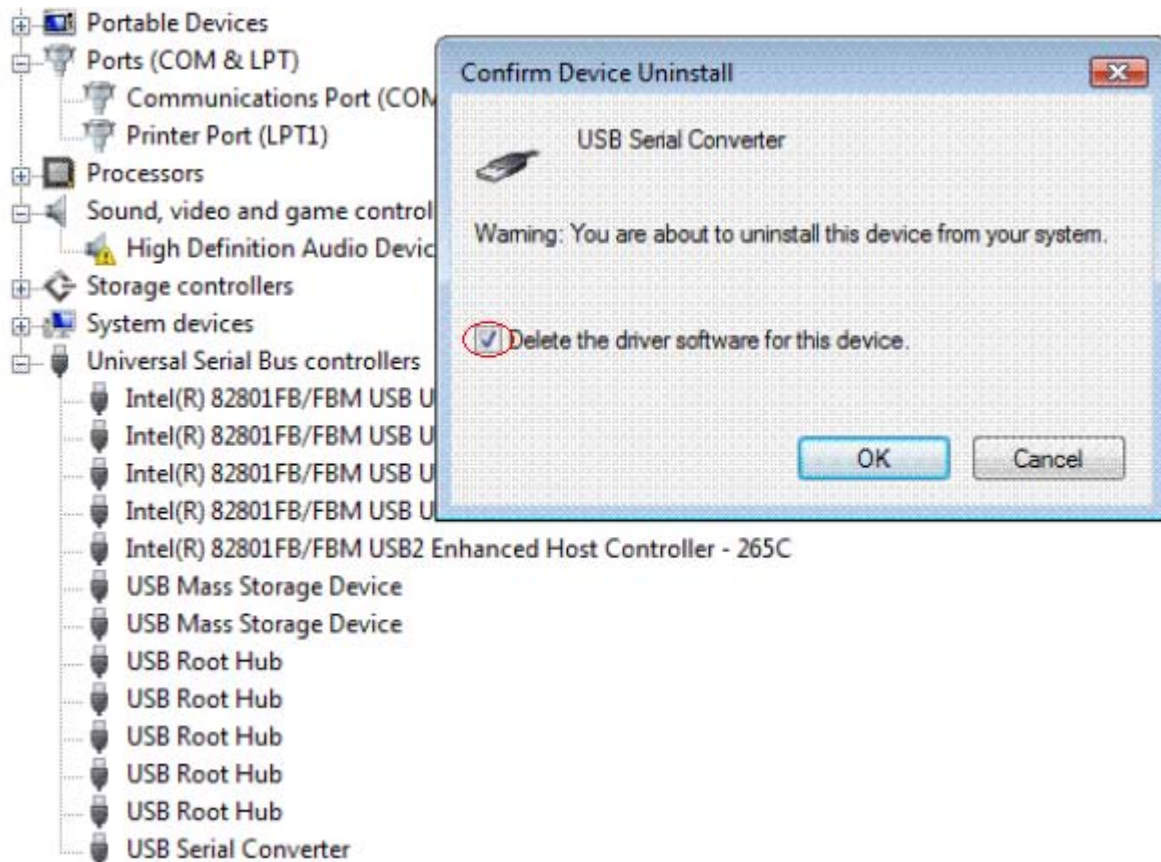 Portable Devices
Ports (COM & LPT)
Communications Port (COM
Printer Port (LPT1)
Processors
Sound, video and game control
High Definition Audio Devic
Storage controllers
System devices
Universal Serial Bus controllers
Intel(R) 82801FB/FBM USB U
Intel(R) 82801FB/FBM USB U
Intel(R) 82801FB/FBM USB U
Intel(R) 82801FB/FBM USB U
Intel(R) 82801FB/FBM USB2 Enhanced Host Controller - 265C
USB Mass Storage Device
USB Mass Storage Device
USB Root Hub
USB Root Hub
USB Root Hub
USB Root Hub
USB Root Hub
USB Serial Converter
Confirm Device Uninstall
USB Serial Converter
Warning: You are about to uninstall this device from your system.
Delete the driver software for this device.
OK Cancel